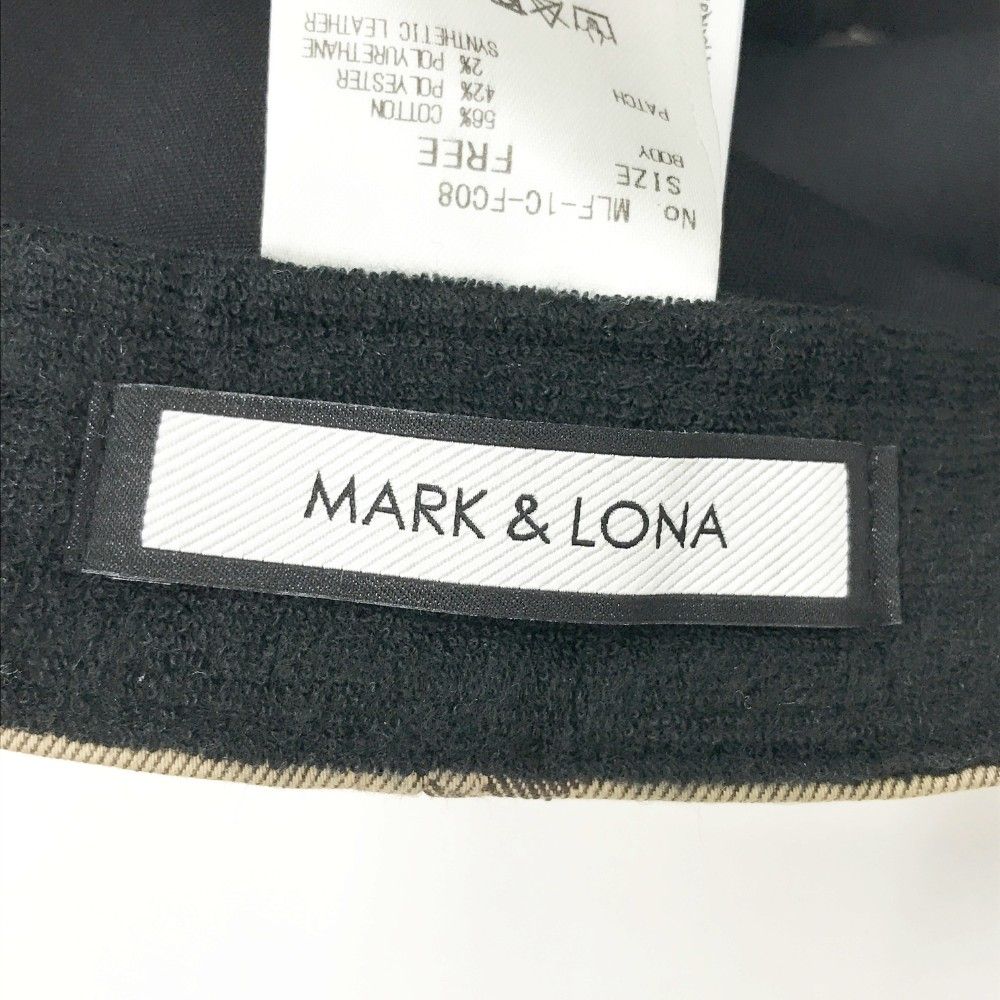 No. MLF-1C-FC08
SIZE FREE
BODY 56% COTTON
42% POLYESTER
2% POLYURETHANE
PATCH SYNTHETIC LEATHER
MARK & LONA